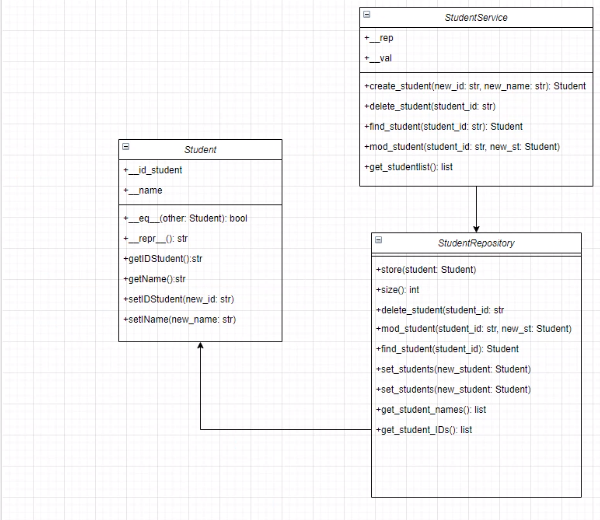 StudentService
+__rep
+__val
+create_student(new_id: str, new_name: str): Student
+delete_student(student_id: str)
+find_student(student_id: str): Student
+mod_student(student_id: str, new_st: Student)
+get_studentlist(): list
Student
+__id_student
+__name
+__eq__(other: Student): bool
+__repr__(): str
+getIDStudent():str
+getName():str
+setIDStudent(new_id: str)
+setlName(new_name: str)
StudentRepository
+store(student: Student)
+size(): int
+delete_student(student_id: str
+mod_student(student_id: str, new_st: Student)
+find_student(student_id): Student
+set_students(new_student: Student)
+set_students(new_student: Student)
+get_student_names(): list
+get_student_IDs(): list